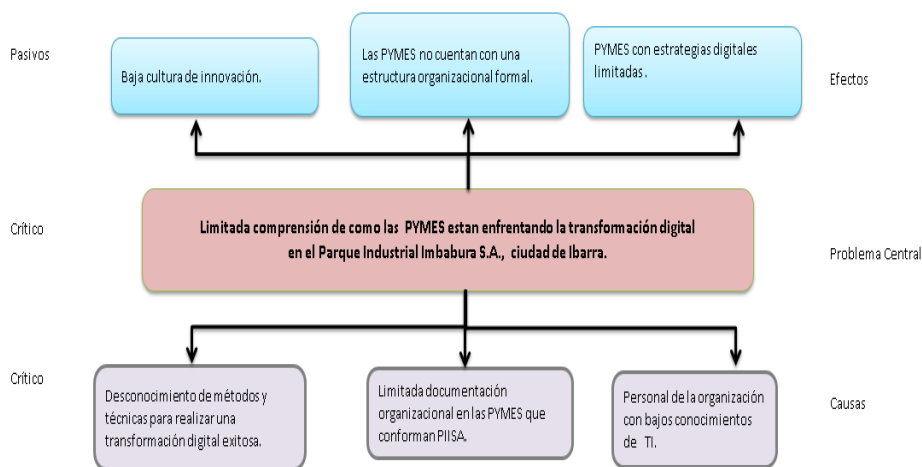 Pasivos
Baja cultura de innovación.
Las PYMES no cuentan con una
estructura organizacional formal.
PYMES con estrategias digitales
limitadas .
Efectos
Crítico
Limitada comprensión de como las PYMES estan enfrentando la transformación digital
en el Parque Industrial Imbabura S.A., ciudad de Ibarra.
Problema Central
Crítico
Desconocimiento de métodos y
técnicas para realizar una
transformación digital exitosa.
Limitada documentación
organizacional en las PYMES que
conforman PIISA.
Personal de la organización
con bajos conocimientos
de TI.
Causas